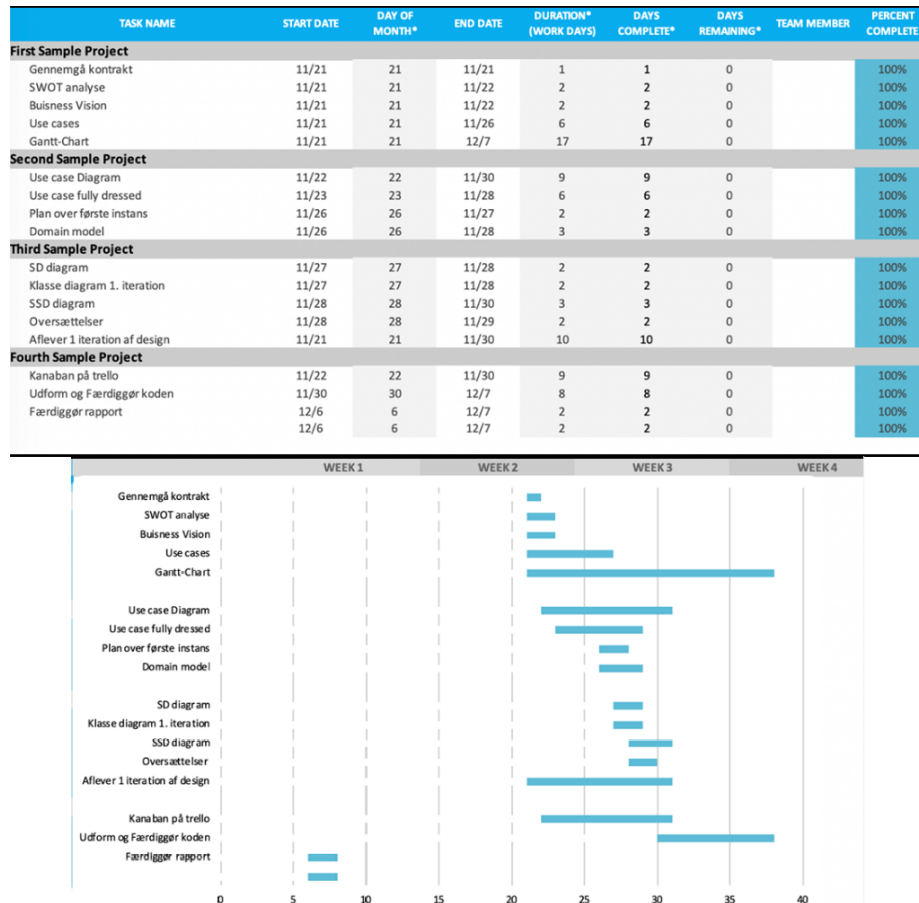 TASK NAME START DATE DAY OF MONTH* END DATE DURATION* (WORK DAYS) DAYS COMPLETE* DAYS REMAINING* TEAM MEMBER PERCENT COMPLETE
First Sample Project
Gennemgå kontrakt 11/21 21 11/21 1 1 0 100%
SWOT analyse 11/21 21 11/22 2 2 0 100%
Buisness Vision 11/21 21 11/22 2 2 0 100%
Use cases 11/21 21 11/26 6 6 0 100%
Gantt-Chart 11/21 21 12/7 17 17 0 100%
Second Sample Project
Use case Diagram 11/22 22 11/30 9 9 0 100%
Use case fully dressed 11/23 23 11/28 6 6 0 100%
Plan over første instans 11/26 26 11/27 2 2 0 100%
Domain model 11/26 26 11/28 3 3 0 100%
Third Sample Project
SD diagram 11/27 27 11/28 2 2 0 100%
Klasse diagram 1. iteration 11/27 27 11/28 2 2 0 100%
SSD diagram 11/28 28 11/30 3 3 0 100%
Oversættelser 11/28 28 11/29 2 2 0 100%
Aflever 1 iteration af design 11/21 21 11/30 10 10 0 100%
Fourth Sample Project
Kanaban på trello 11/22 22 11/30 9 9 0 100%
Udform og Færdiggør koden 11/30 30 12/7 8 8 0 100%
Færdiggør rapport 12/6 6 12/7 2 2 0 100%
12/6 6 12/7 2 2 0 100%
WEEK 1 WEEK 2 WEEK 3 WEEK 4
Gennemgå kontrakt
SWOT analyse
Buisness Vision
Use cases
Gantt-Chart
Use case Diagram
Use case fully dressed
Plan over første instans
Domain model
SD diagram
Klasse diagram 1. iteration
SSD diagram
Oversættelser
Aflever 1 iteration af design
Kanaban på trello
Udform og Færdiggør koden
Færdiggør rapport
0 5 10 15 20 25 30 35 40